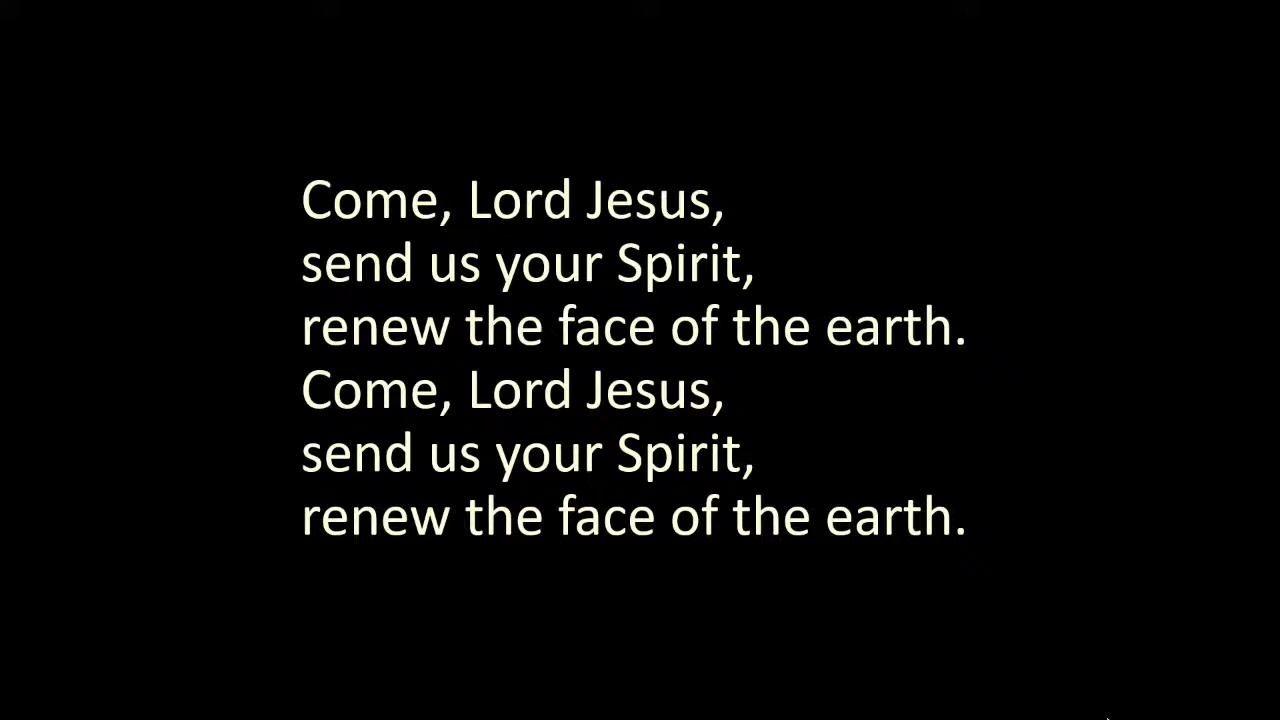 Come, Lord Jesus,
send us your Spirit,
renew the face of the earth.
Come, Lord Jesus,
send us your Spirit,
renew the face of the earth.